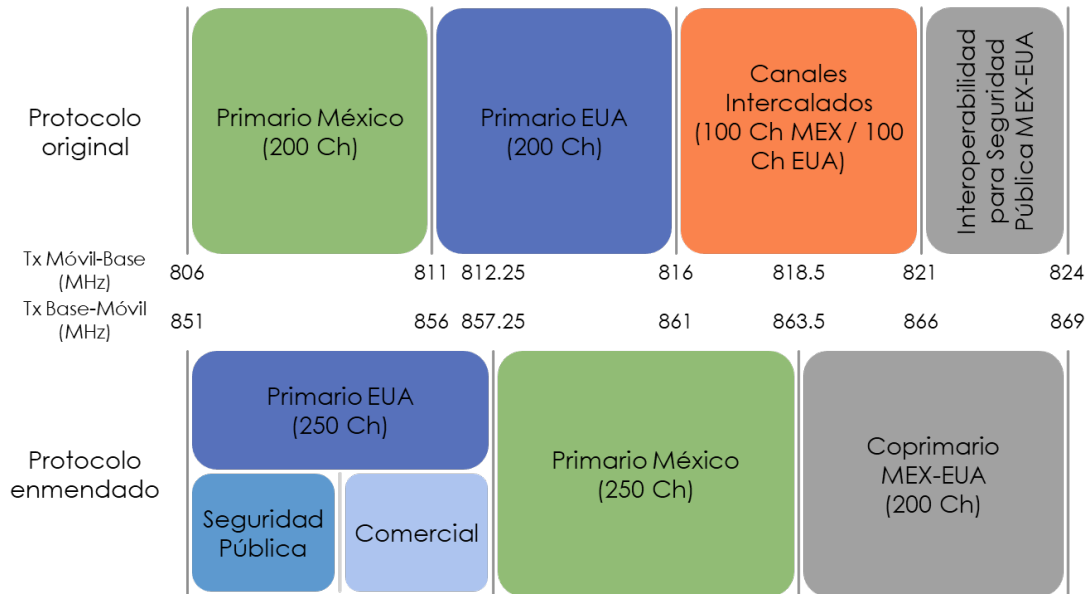 Protocolo
original
Primario México
(200 Ch)
Primario EUA
(200 Ch)
Canales
Intercalados
(100 Ch MEX / 100
Ch EUA)
Interoperabilidad
para Seguridad
Pública MEX-EUA
Tx Móvil-Base
(MHz)
806
811
812.25
816
818.5
821
824
Tx Base-Móvil
(MHz)
851
856
857.25
861
863.5
866
869
Protocolo
enmendado
Primario EUA
(250 Ch)
Seguridad
Pública
Comercial
Primario México
(250 Ch)
Coprimario
MEX-EUA
(200 Ch)